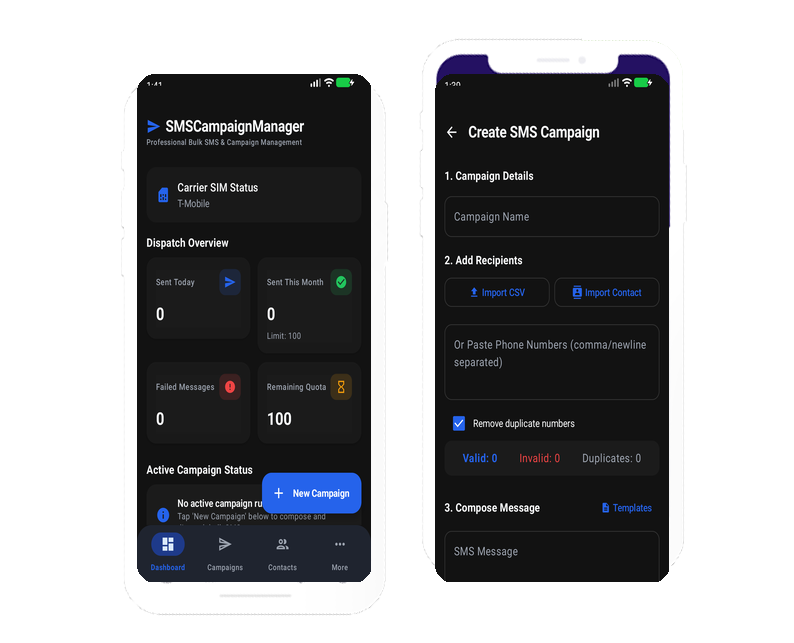 SMSCampaignManager
Professional Bulk SMS & Campaign Management
Carrier SIM Status
T-Mobile
Dispatch Overview
Sent Today
0
Sent This Month
0
Limit: 100
Failed Messages
0
Remaining Quota
100
Active Campaign Status
No active campaign ru
Tap 'New Campaign' below to compose and
New Campaign
Dashboard
Campaigns
Contacts
More
Create SMS Campaign
1. Campaign Details
Campaign Name
2. Add Recipients
Import CSV
Import Contact
Or Paste Phone Numbers (comma/newline
separated)
Remove duplicate numbers
Valid: 0
Invalid: 0
Duplicates: 0
3. Compose Message
Templates
SMS Message